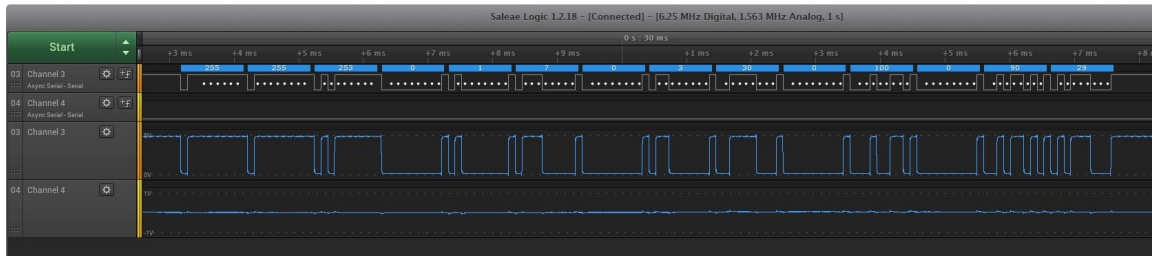 Saleae Logic 1.2.18 - [Connected] - [6.25 MHz Digital, 1.563 MHz Analog, 1 s]
Start
0 s : 30 ms
+3 ms +4 ms +5 ms +6 ms +7 ms +8 ms +9 ms +1 ms +2 ms +3 ms +4 ms +5 ms +6 ms +7 ms +8
03 Channel 3
Async Serial - Serial
255 255 253 0 1 7 0 3 30 0 100 0 90 29
04 Channel 4
Async Serial - Serial
03 Channel 3
0V
04 Channel 4
1V
-1V